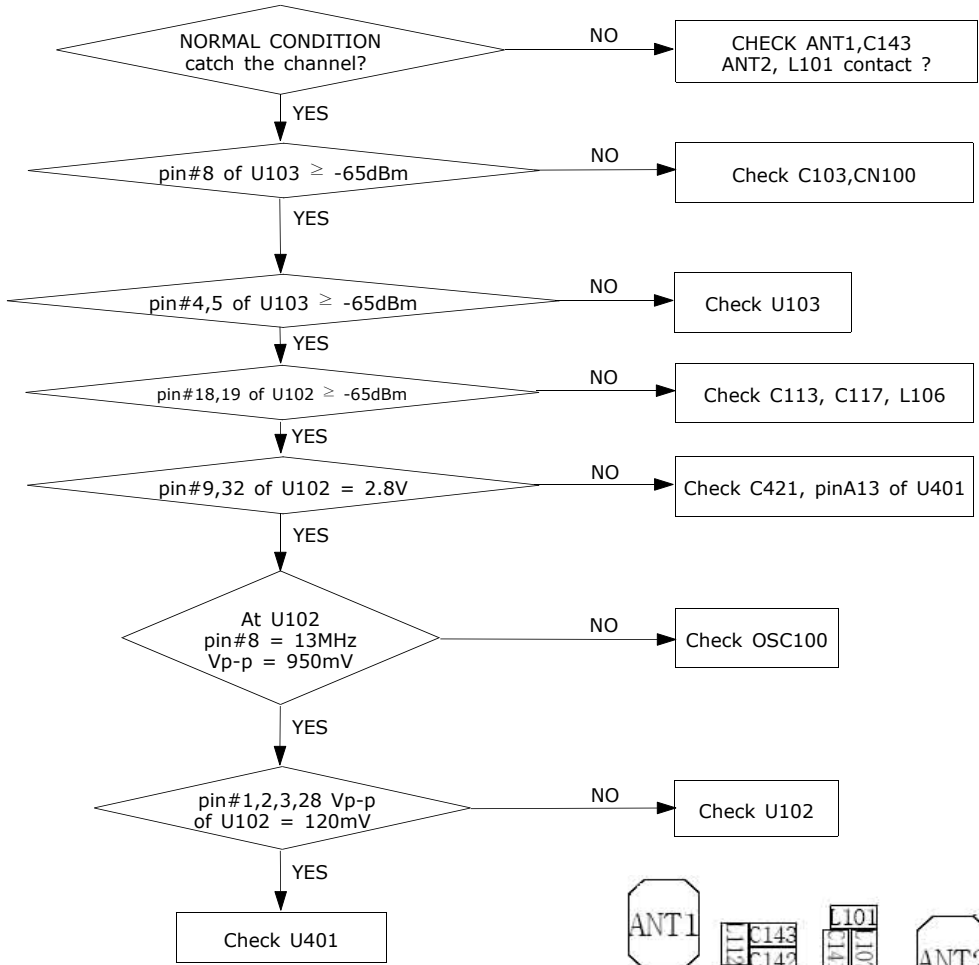 NORMAL CONDITION
catch the channel?
NO
CHECK ANT1,C143
ANT2, L101 contact ?
YES
pin#8 of U103 ≥ -65dBm
NO
Check C103,CN100
YES
pin#4,5 of U103 ≥ -65dBm
NO
Check U103
YES
pin#18,19 of U102 ≥ -65dBm
NO
Check C113, C117, L106
YES
pin#9,32 of U102 = 2.8V
NO
Check C421, pinA13 of U401
YES
At U102
pin#8 = 13MHz
Vp-p = 950mV
NO
Check OSC100
YES
pin#1,2,3,28 Vp-p
of U102 = 120mV
NO
Check U102
YES
Check U401
ANT1
L112
C143
C142
L101